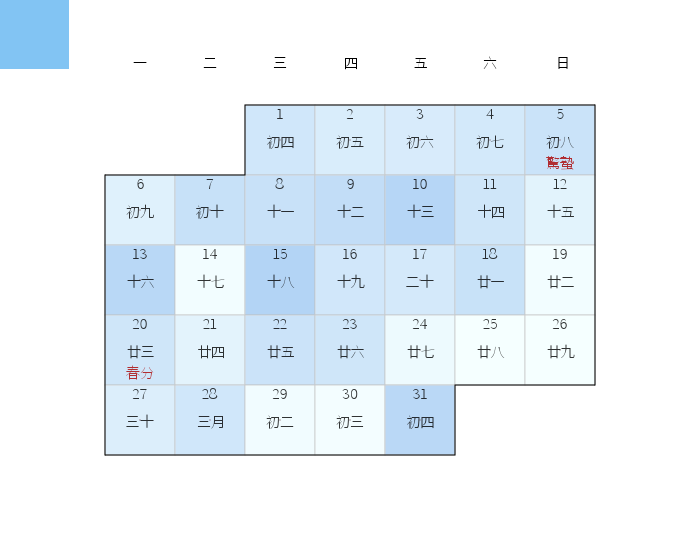 一 二 三 四 五 六 日
1 2 3 4 5
初四 初五 初六 初七 初八
驚蟄
6 7 8 9 10 11 12
初九 初十 十一 十二 十三 十四 十五
13 14 15 16 17 18 19
十六 十七 十八 十九 二十 廿一 廿二
20 21 22 23 24 25 26
廿三 廿四 廿五 廿六 廿七 廿八 廿九
春分
27 28 29 30 31
三十 三月 初二 初三 初四